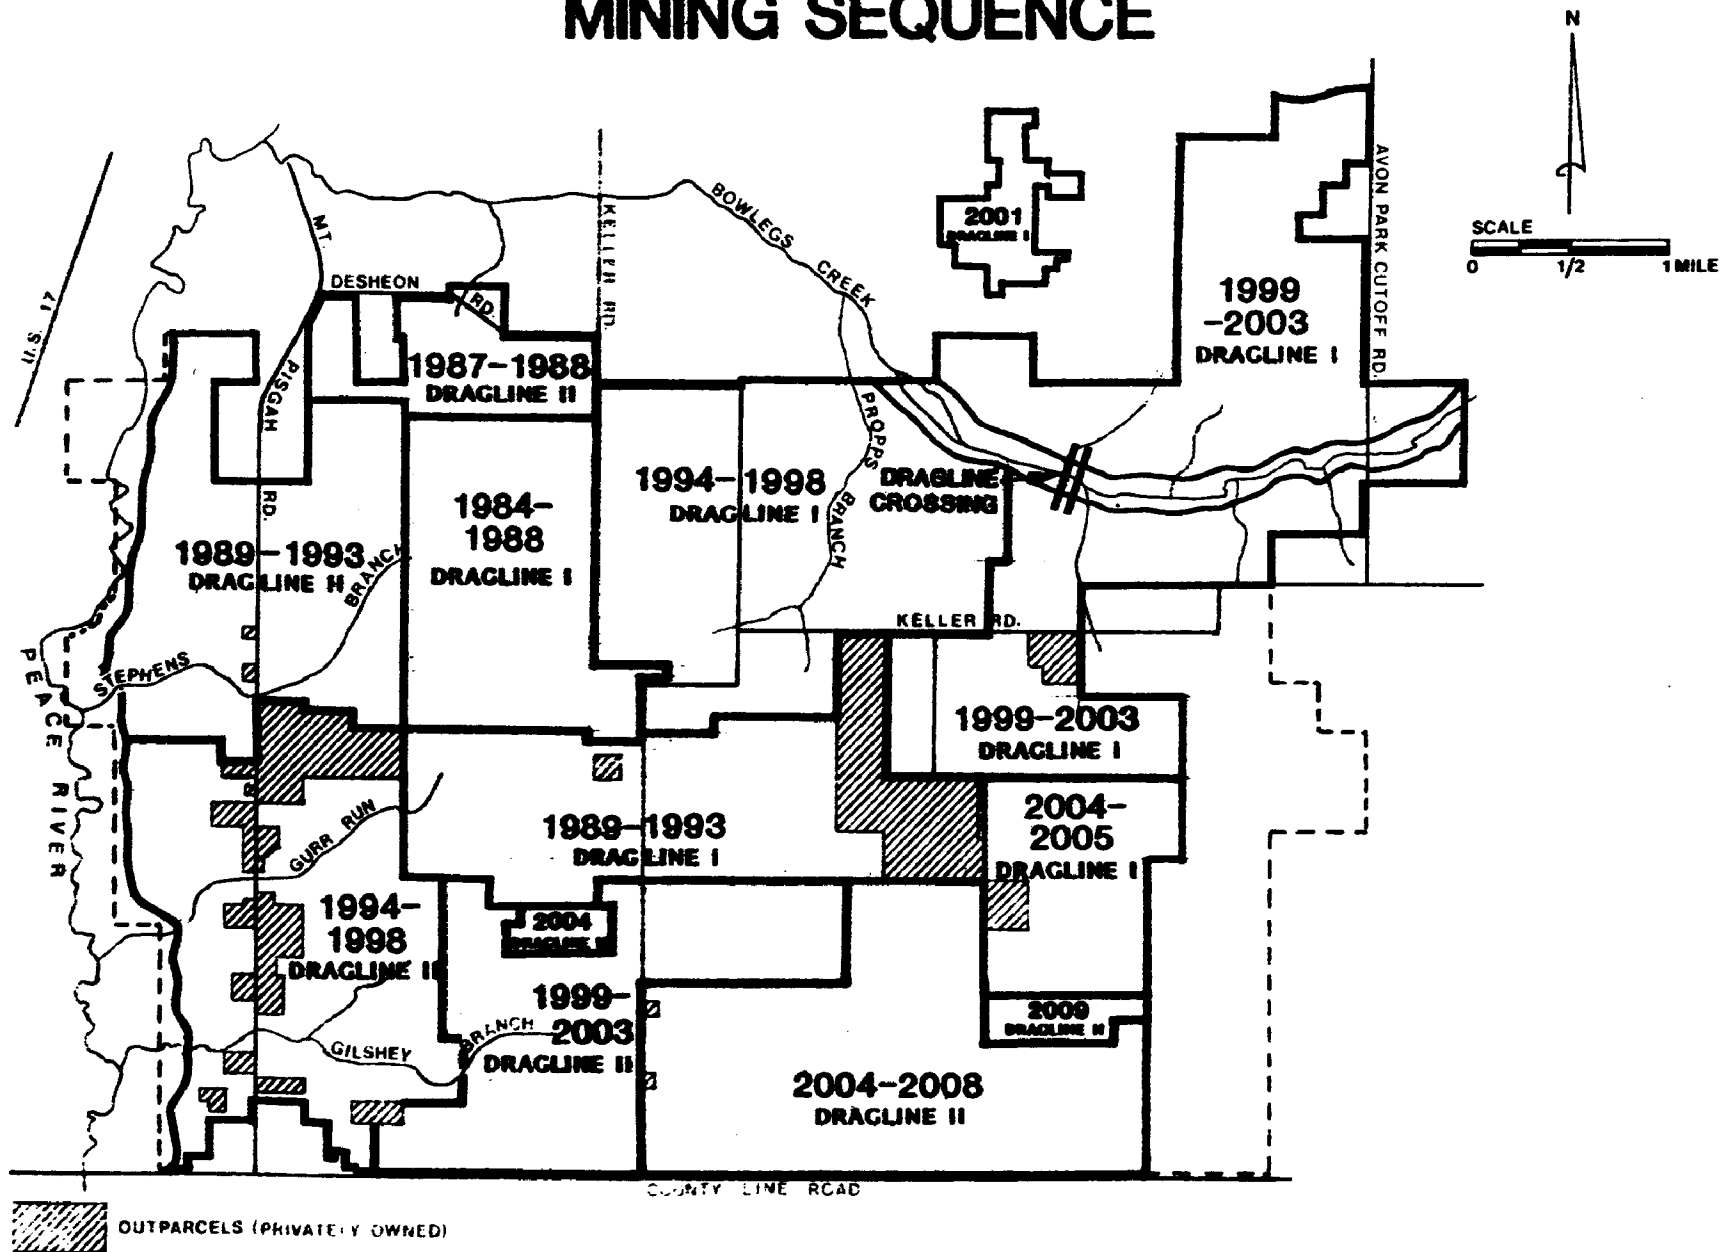 MINING SEQUENCE
N
SCALE
0 1/2 1 MILE
U.S. 17
MT.
PISGAH
RD.
DESHEON
RD.
KELLER RD.
BOWLEGS
CREEK
2001
DRAGLINE I
AVON PARK CUTOFF RD.
1999
-2003
DRAGLINE I
1987-1988
DRAGLINE II
PROPPS
BRANCH
1994-1998
DRAGLINE I
DRAGLINE
CROSSING
1984-
1988
DRAGLINE I
1989-1993
DRAGLINE II
BRANCH
STEPHENS
KELLER RD.
PEACE RIVER
1999-2003
DRAGLINE I
2004-
2005
DRAGLINE I
1989-1993
DRAGLINE I
GURR RUN
1994-
1998
DRAGLINE II
2004
1999-
2003
DRAGLINE II
GILSHEY
BRANCH
2009
DRAGLINE II
2004-2008
DRAGLINE II
COUNTY LINE ROAD
OUTPARCELS (PRIVATELY OWNED)